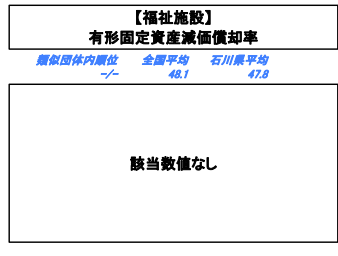 【福祉施設】
有形固定資産減価償却率
類似団体内順位 全国平均 石川県平均
-/- 48.1 47.8
該当数値なし